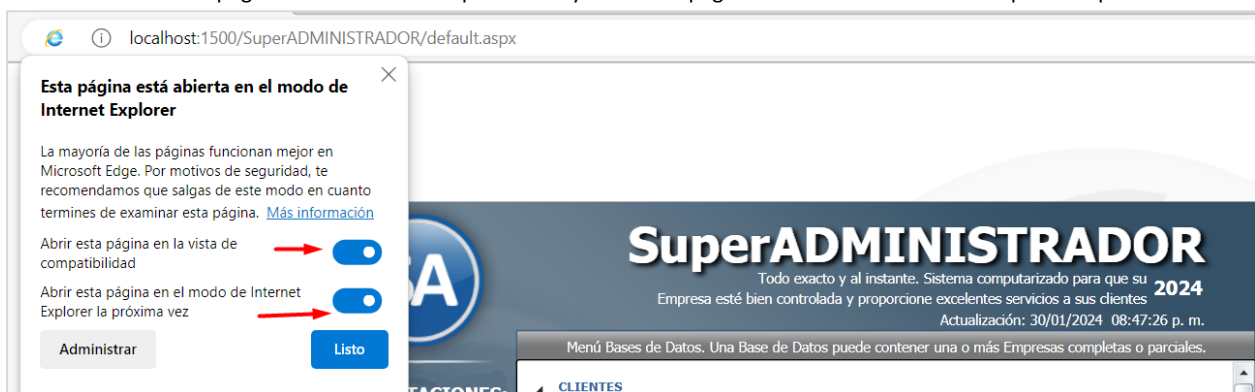 localhost:1500/SuperADMINISTRADOR/default.aspx
Esta página está abierta en el modo de
Internet Explorer
La mayoría de las páginas funcionan mejor en
Microsoft Edge. Por motivos de seguridad, te
recomendamos que salgas de este modo en cuanto
termines de examinar esta página. Más información
Abrir esta página en la vista de
compatibilidad
Abrir esta página en el modo de Internet
Explorer la próxima vez
Administrar
Listo
A
SuperADMINISTRADOR
Todo exacto y al instante. Sistema computarizado para que su
Empresa esté bien controlada y proporcione excelentes servicios a sus clientes
2024
Actualización: 30/01/2024 08:47:26 p. m.
Menú Bases de Datos. Una Base de Datos puede contener una o más Empresas completas o parciales.
CLIENTES